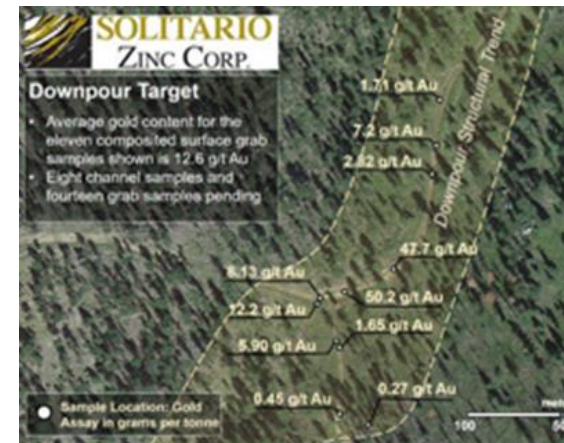 SOLITARIO
ZINC CORP.
Downpour Target
• Average gold content for the
eleven composited surface grab
samples shown is 12.6 g/t Au
• Eight channel samples and
fourteen grab samples pending
Downpour Structural Trend
1.71 g/t Au
7.2 g/t Au
2.82 g/t Au
47.7 g/t Au
8.13 g/t Au
50.2 g/t Au
12.2 g/t Au
1.65 g/t Au
5.90 g/t Au
0.45 g/t Au
0.27 g/t Au
Sample Location: Gold
Assay in grams per tonne
100